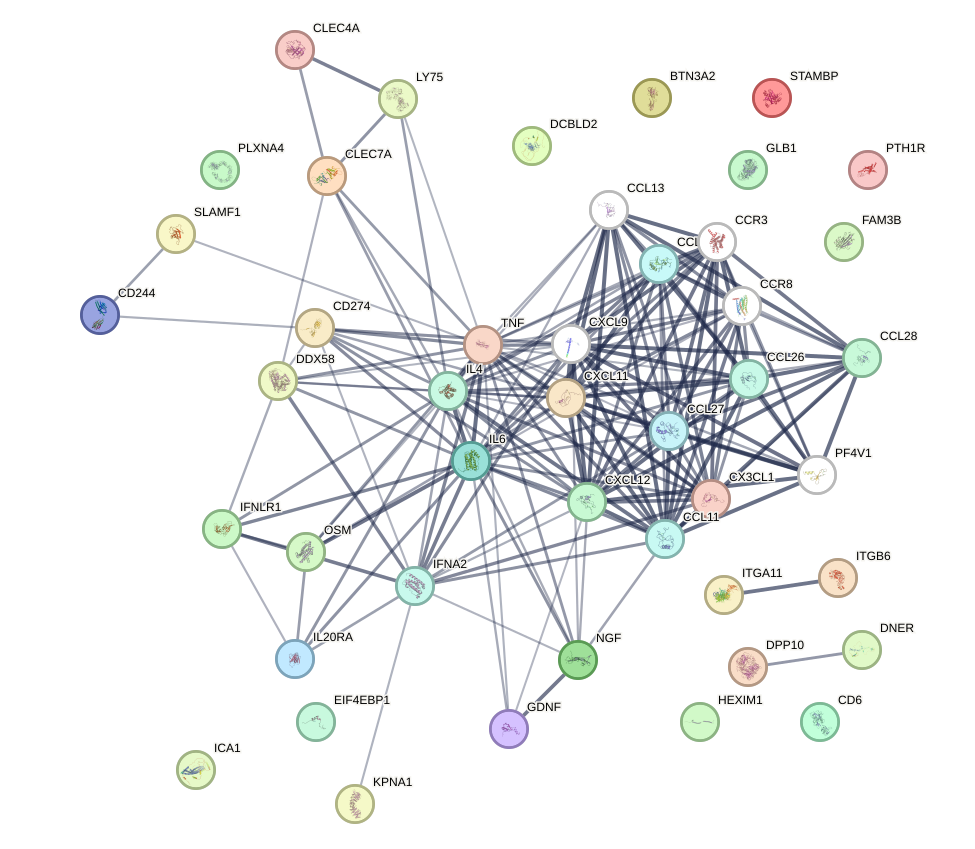 CLEC4A
LY75
BTN3A2
STAMBP
DCBLD2
PLXNA4
CLEC7A
GLB1
PTH1R
CCL13
SLAMF1
CCR3
FAM3B
CCL
CCR8
CD244
CD274
TNF
CXCL9
CCL28
DDX58
IL4
CXCL11
CCL26
CCL27
IL6
PF4V1
CXCL12
CX3CL1
IFNLR1
OSM
CCL11
IFNA2
ITGA11
ITGB6
IL20RA
NGF
DPP10
DNER
EIF4EBP1
GDNF
HEXIM1
CD6
ICA1
KPNA1